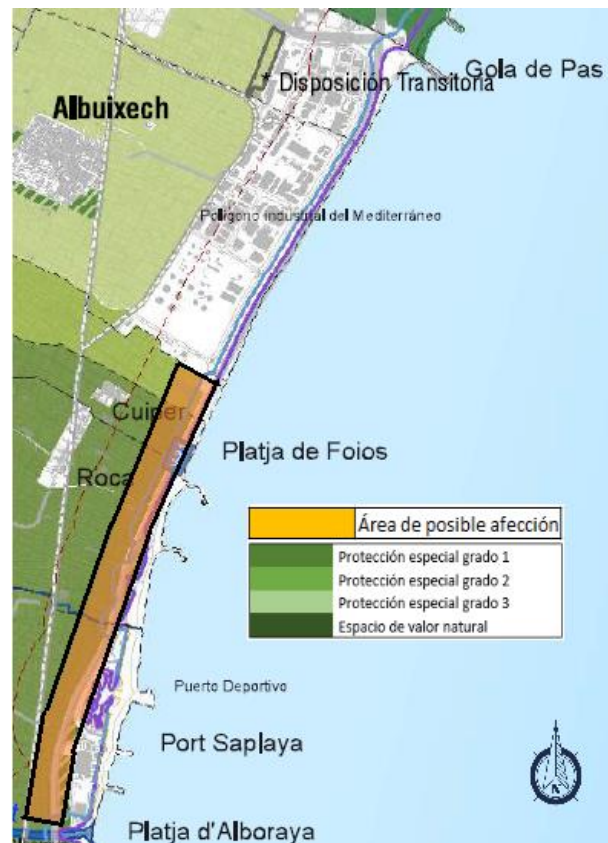 Gola de Pas
* Disposición Transitoria
Albuixech
Polígono industrial del Mediterráneo
Cuiper
Platja de Foios
Roca
Área de posible afección
Protección especial grado 1
Protección especial grado 2
Protección especial grado 3
Espacio de valor natural
Puerto Deportivo
Port Saplaya
Platja d'Alboraya
N